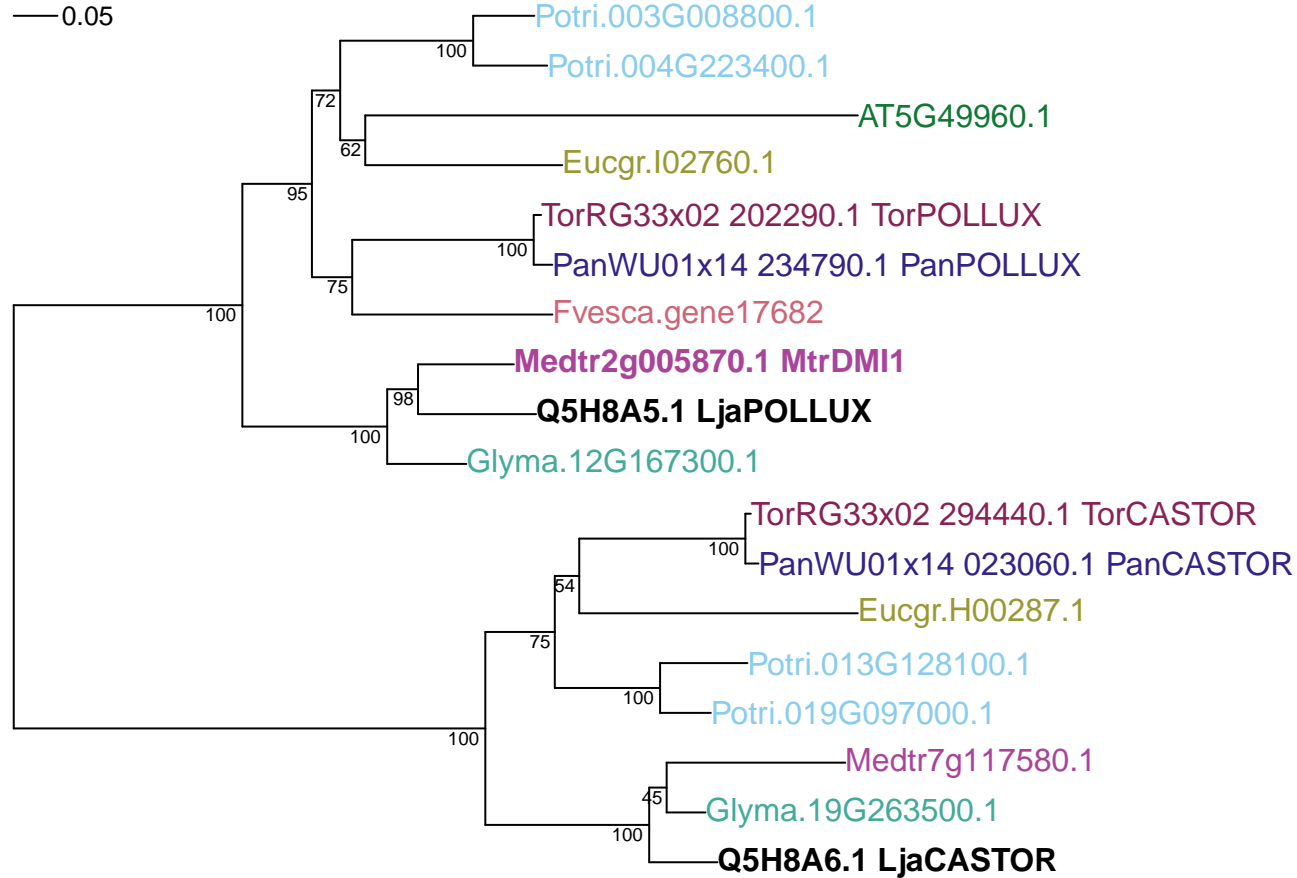 0.05
Potri.003G008800.1
100
Potri.004G223400.1
72
AT5G49960.1
62
Eucgr.I02760.1
95
TorRG33x02 202290.1 TorPOLLUX
100
PanWU01x14 234790.1 PanPOLLUX
75
Fvesca.gene17682
100
Medtr2g005870.1 MtrDMI1
98
Q5H8A5.1 LjaPOLLUX
100
Glyma.12G167300.1
TorRG33x02 294440.1 TorCASTOR
100
PanWU01x14 023060.1 PanCASTOR
54
Eucgr.H00287.1
75
Potri.013G128100.1
100
Potri.019G097000.1
100
Medtr7g117580.1
45
Glyma.19G263500.1
100
Q5H8A6.1 LjaCASTOR